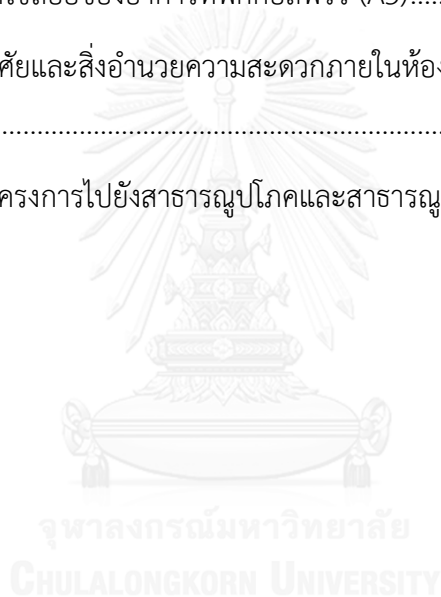 ศัยและสิ่งอำนวยความสะดวกภายในห้อง
........................................................................
ครงการไปยังสาธารณูปโภคและสาธารณู
จุฬาลงกรณ์มหาวิทยาลัย
CHULALONGKORN UNIVERSITY